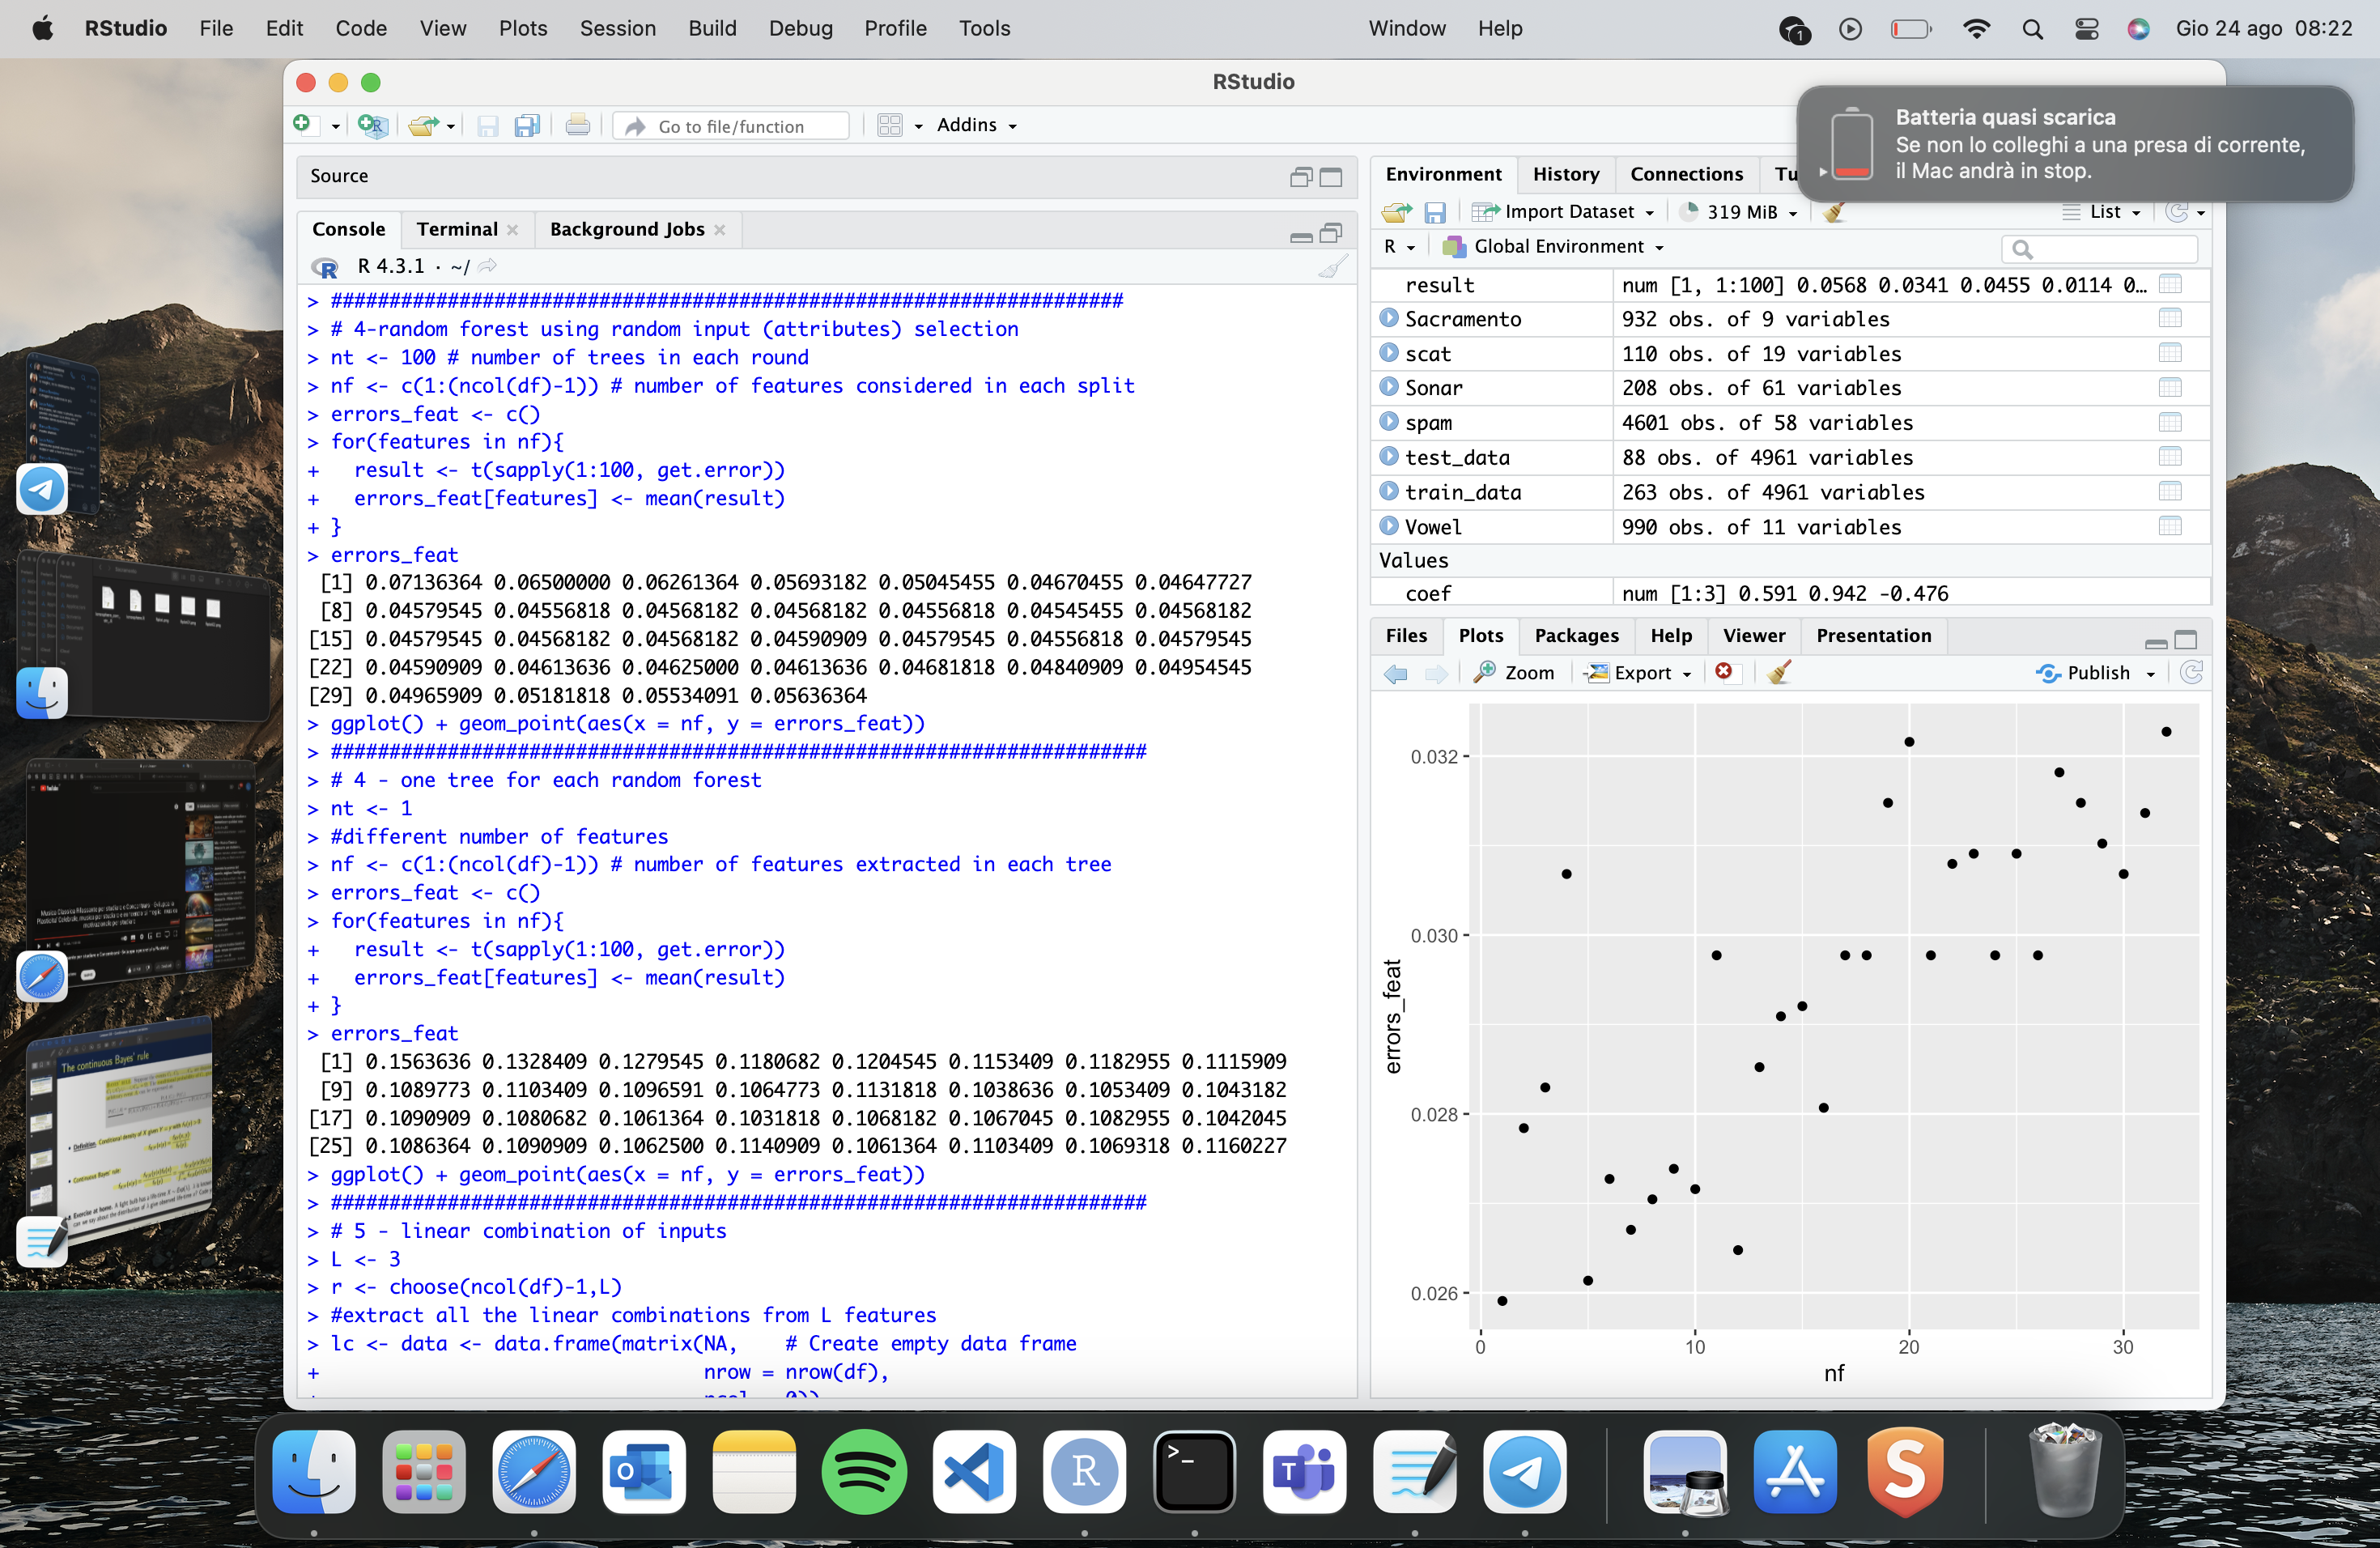 RStudio File Edit Code View Plots Session Build Debug Profile Tools Window Help 1 Gio 24 ago 08:22
RStudio
Batteria quasi scarica
Se non lo colleghi a una presa di corrente,
il Mac andrà in stop.
Go to file/function Addins
Source
Console Terminal Background Jobs
R 4.3.1 · ~/
> ####################################################################
> # 4-random forest using random input (attributes) selection
> nt <- 100 # number of trees in each round
> nf <- c(1:(ncol(df)-1)) # number of features considered in each split
> errors_feat <- c()
> for(features in nf){
+   result <- t(sapply(1:100, get.error))
+   errors_feat[features] <- mean(result)
+ }
> errors_feat
[1] 0.07136364 0.06500000 0.06261364 0.05693182 0.05045455 0.04670455 0.04647727
[8] 0.04579545 0.04556818 0.04568182 0.04568182 0.04556818 0.04545455 0.04568182
[15] 0.04579545 0.04568182 0.04568182 0.04590909 0.04579545 0.04556818 0.04579545
[22] 0.04590909 0.04613636 0.04625000 0.04613636 0.04681818 0.04840909 0.04954545
[29] 0.04965909 0.05181818 0.05534091 0.05636364
> ggplot() + geom_point(aes(x = nf, y = errors_feat))
> ######################################################################
> # 4 - one tree for each random forest
> nt <- 1
> #different number of features
> nf <- c(1:(ncol(df)-1)) # number of features extracted in each tree
> errors_feat <- c()
> for(features in nf){
+   result <- t(sapply(1:100, get.error))
+   errors_feat[features] <- mean(result)
+ }
> errors_feat
[1] 0.1563636 0.1328409 0.1279545 0.1180682 0.1204545 0.1153409 0.1182955 0.1115909
[9] 0.1089773 0.1103409 0.1096591 0.1064773 0.1131818 0.1038636 0.1053409 0.1043182
[17] 0.1090909 0.1080682 0.1061364 0.1031818 0.1068182 0.1067045 0.1082955 0.1042045
[25] 0.1086364 0.1090909 0.1062500 0.1140909 0.1061364 0.1103409 0.1069318 0.1160227
> ggplot() + geom_point(aes(x = nf, y = errors_feat))
> ######################################################################
> # 5 - linear combination of inputs
> L <- 3
> r <- choose(ncol(df)-1,L)
> #extract all the linear combinations from L features
> lc <- data <- data.frame(matrix(NA,    # Create empty data frame
+                                 nrow = nrow(df),
Environment History Connections Tu
Import Dataset 319 MiB List
R Global Environment
result num [1, 1:100] 0.0568 0.0341 0.0455 0.0114 0…
Sacramento 932 obs. of 9 variables
scat 110 obs. of 19 variables
Sonar 208 obs. of 61 variables
spam 4601 obs. of 58 variables
test_data 88 obs. of 4961 variables
train_data 263 obs. of 4961 variables
Vowel 990 obs. of 11 variables
Values
coef num [1:3] 0.591 0.942 -0.476
Files Plots Packages Help Viewer Presentation
Zoom Export Publish
0.032
0.030
0.028
0.026
errors_feat
0 10 20 30
nf
The continuous Bayes' rule